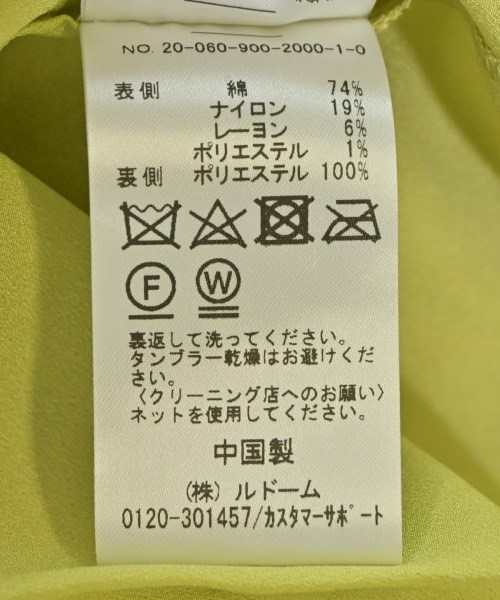 NO. 20-060-900-2000-1-0
表側 綿 74%
ナイロン 19%
レーヨン 6%
ポリエステル 1%
裏側 ポリエステル 100%
F W
裏返して洗ってください。
タンブラー乾燥はお避けくだ
さい。
〈クリーニング店へのお願い〉
ネットを使用してください。
中国製
(株) ルドーム
0120-301457/カスタマーサポート